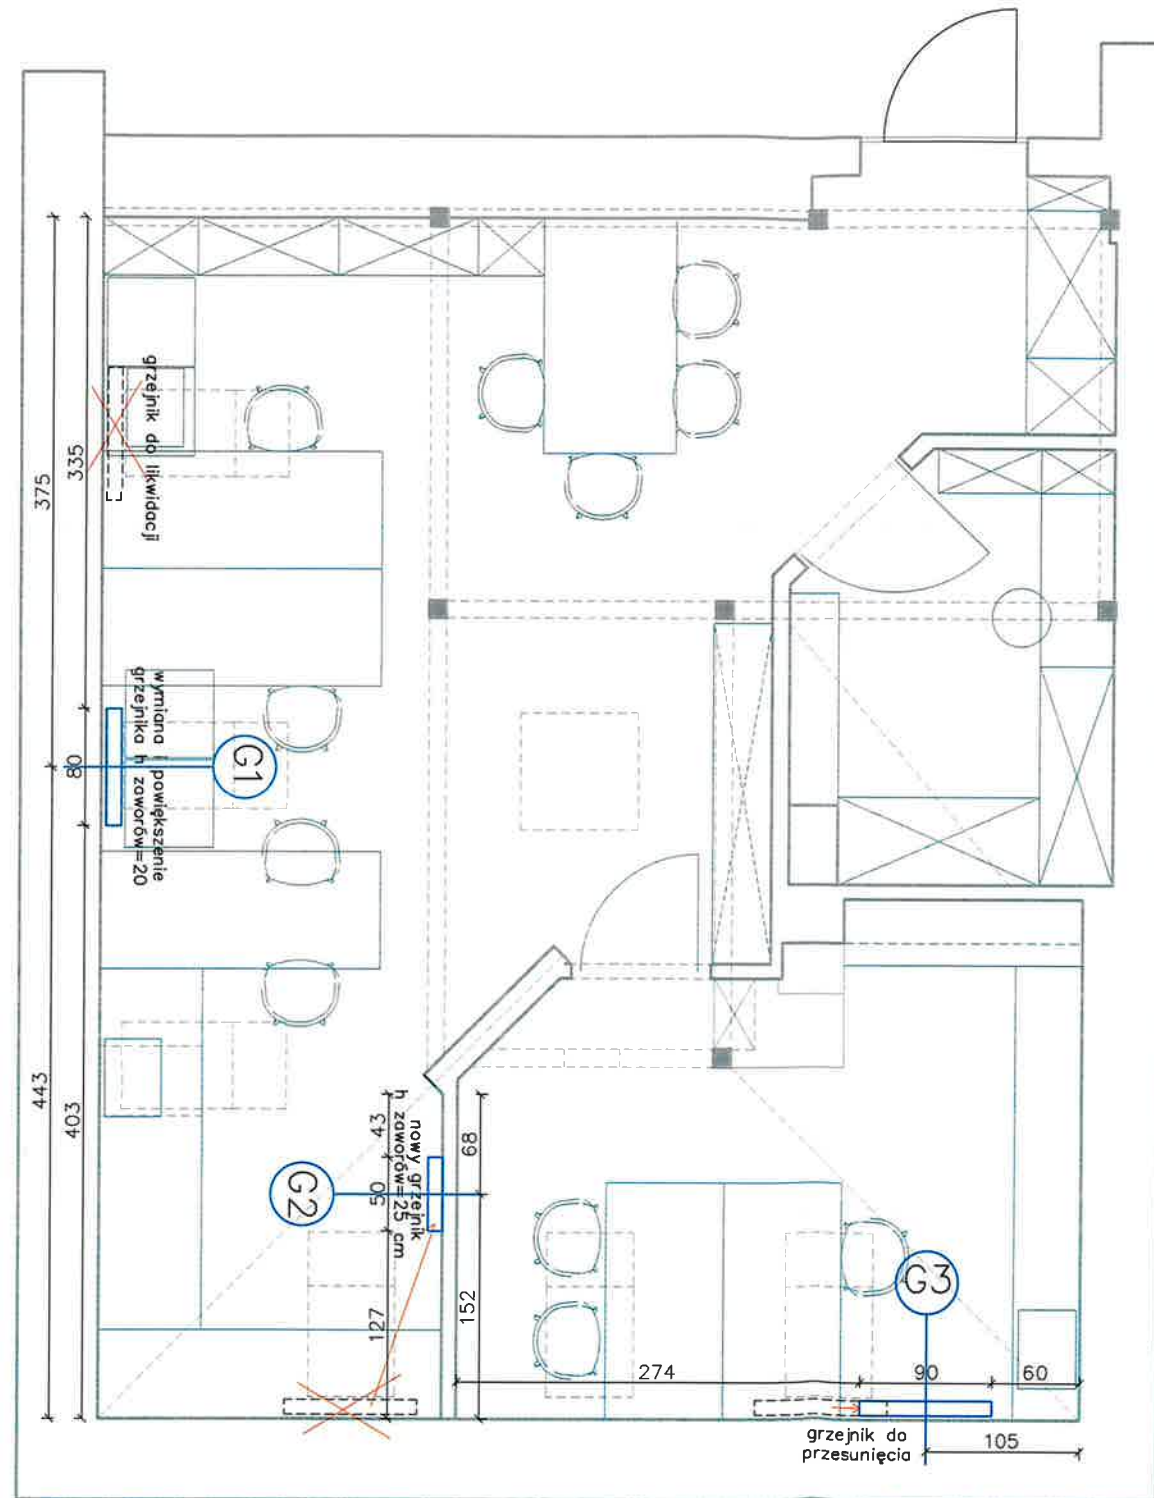 grzejnik do likwidacji
375
335
wymiana i powiększenie
grzejnika h zaworów=20
80
G1
443
403
nowy grzejnik
h zaworów=25 cm
43
50
127
68
152
G2
G3
274
90
60
grzejnik do
przesunięcia
105